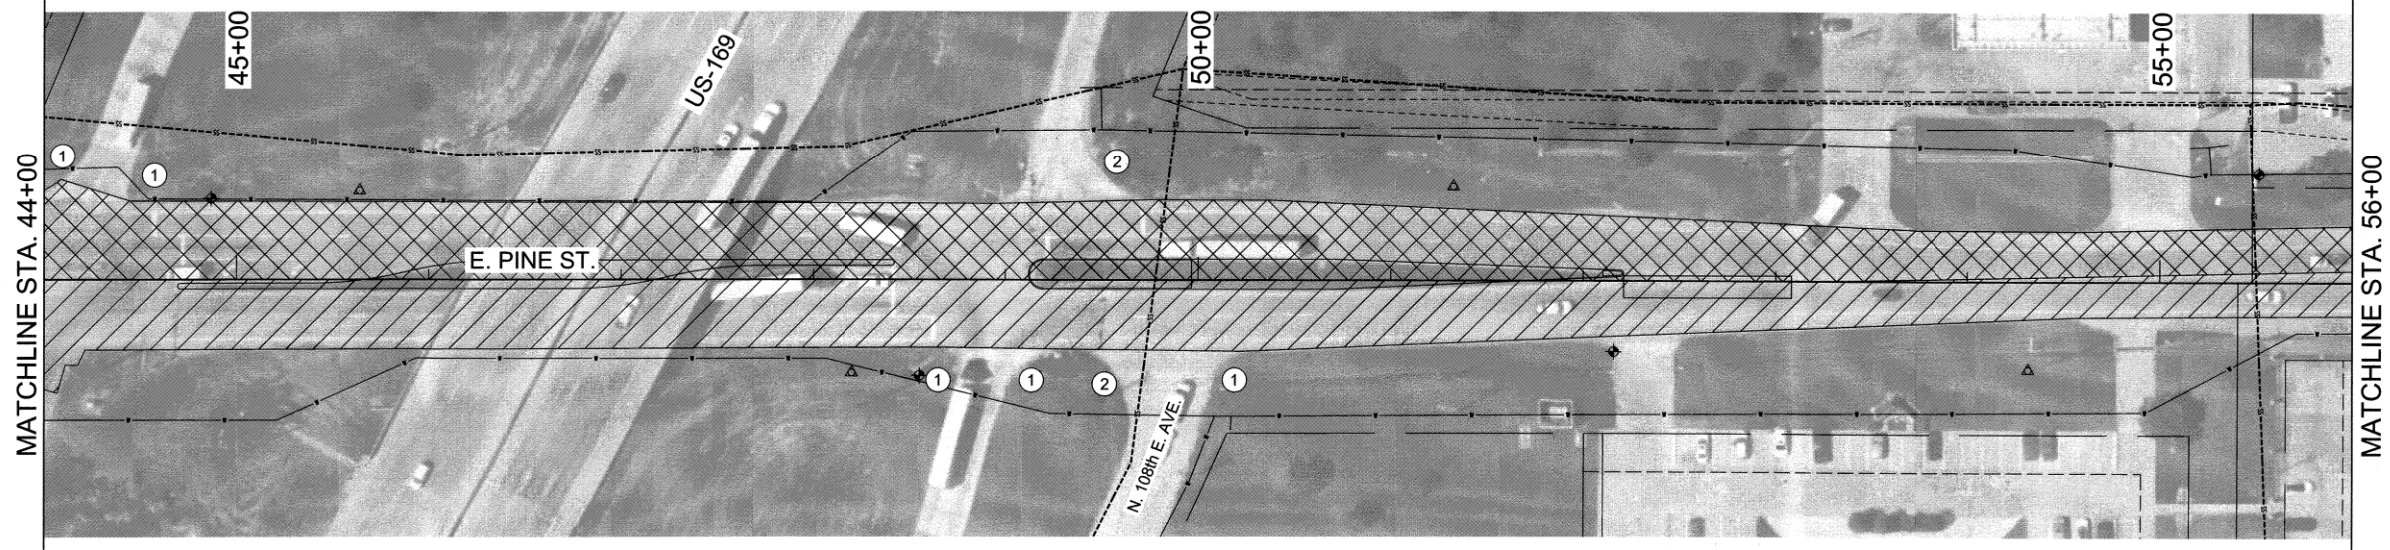 MATCHLINE STA. 44+00
45+00
US-169
50+00
55+00
MATCHLINE STA. 56+00
1
1
2
E. PINE ST.
1
1
2
1
N. 108th E. AVE.